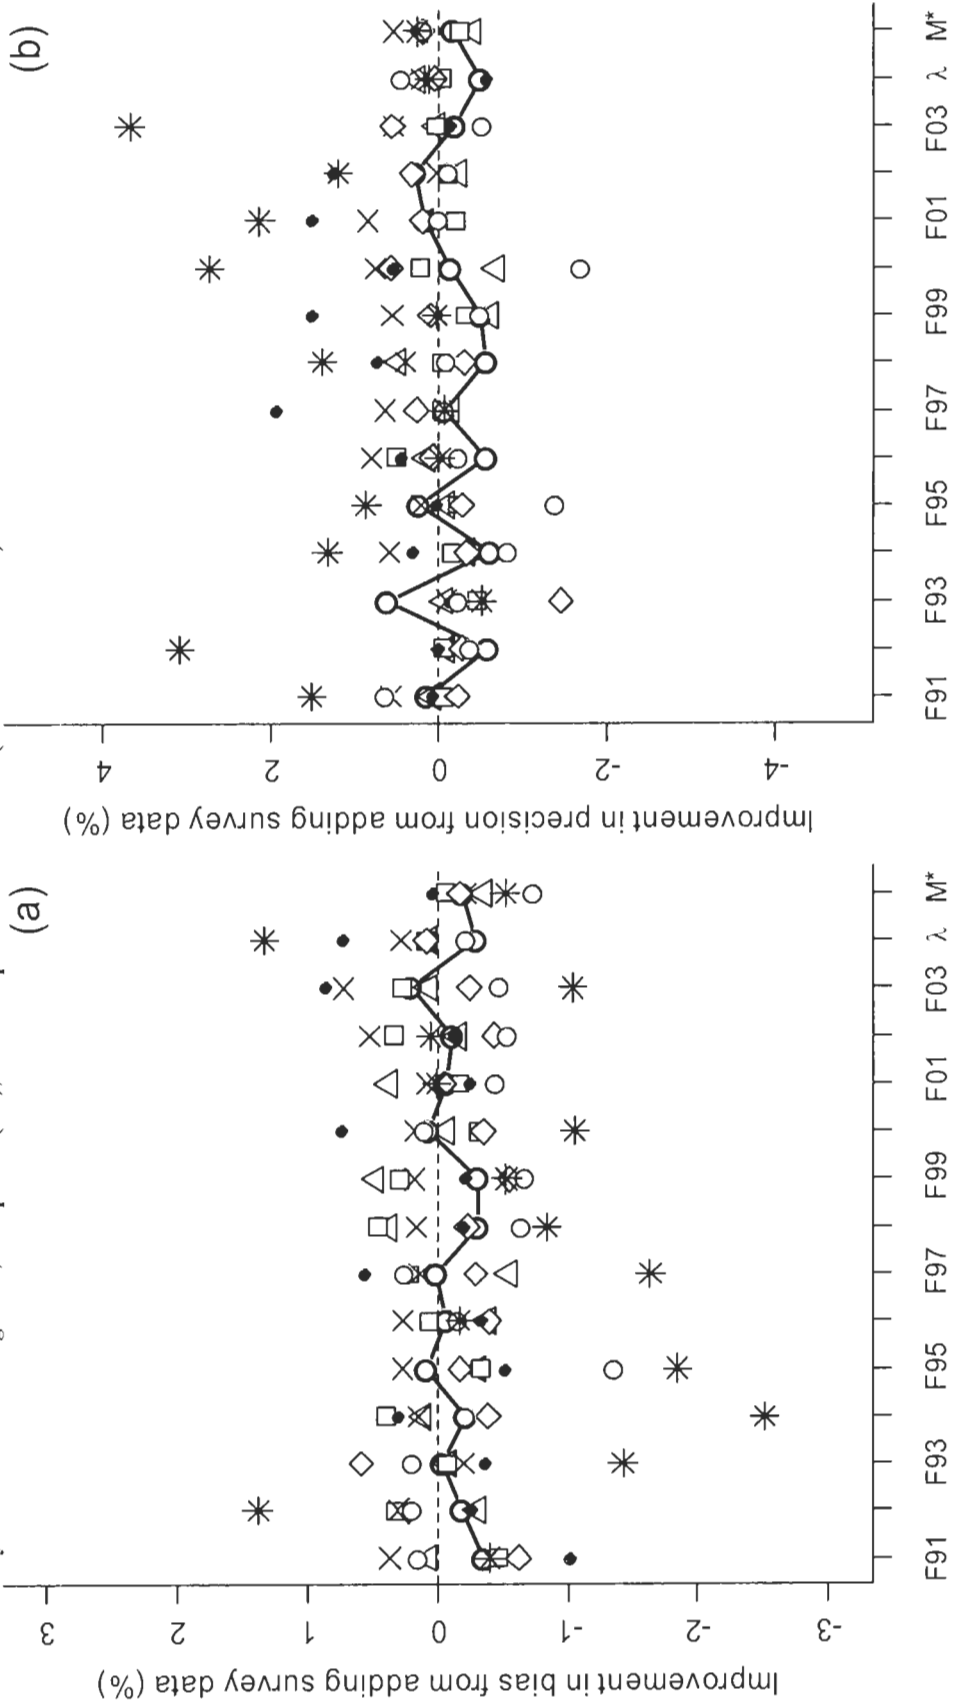 (a)
Improvement in bias from adding survey data (%)
3
2
1
0
-1
-2
-3
F91
F93
F95
F97
F99
F01
F03
λ
M*
(b)
Improvement in precision from adding survey data (%)
4
2
0
-2
-4
F91
F93
F95
F97
F99
F01
F03
λ
M*